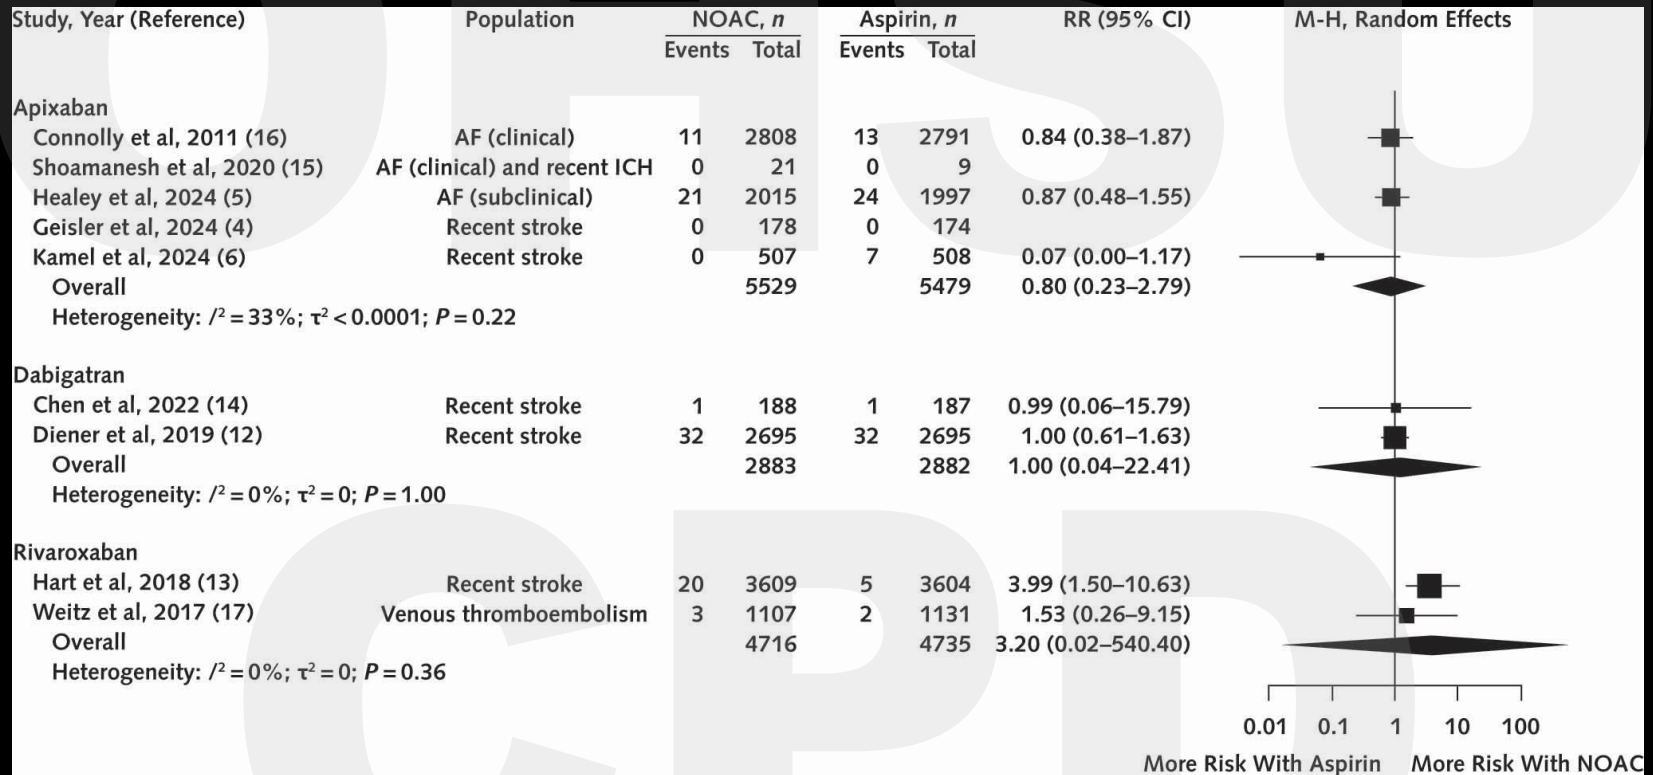 Study, Year (Reference) Population NOAC, n Aspirin, n RR (95% CI) M-H, Random Effects
Events Total Events Total
Apixaban
Connolly et al, 2011 (16) AF (clinical) 11 2808 13 2791 0.84 (0.38–1.87)
Shoamanesh et al, 2020 (15) AF (clinical) and recent ICH 0 21 0 9
Healey et al, 2024 (5) AF (subclinical) 21 2015 24 1997 0.87 (0.48–1.55)
Geisler et al, 2024 (4) Recent stroke 0 178 0 174
Kamel et al, 2024 (6) Recent stroke 0 507 7 508 0.07 (0.00–1.17)
Overall 5529 5479 0.80 (0.23–2.79)
Heterogeneity: I² = 33%; τ² < 0.0001; P = 0.22
Dabigatran
Chen et al, 2022 (14) Recent stroke 1 188 1 187 0.99 (0.06–15.79)
Diener et al, 2019 (12) Recent stroke 32 2695 32 2695 1.00 (0.61–1.63)
Overall 2883 2882 1.00 (0.04–22.41)
Heterogeneity: I² = 0%; τ² = 0; P = 1.00
Rivaroxaban
Hart et al, 2018 (13) Recent stroke 20 3609 5 3604 3.99 (1.50–10.63)
Weitz et al, 2017 (17) Venous thromboembolism 3 1107 2 1131 1.53 (0.26–9.15)
Overall 4716 4735 3.20 (0.02–540.40)
Heterogeneity: I² = 0%; τ² = 0; P = 0.36
0.01 0.1 1 10 100
More Risk With Aspirin More Risk With NOAC
OHSU
CPD